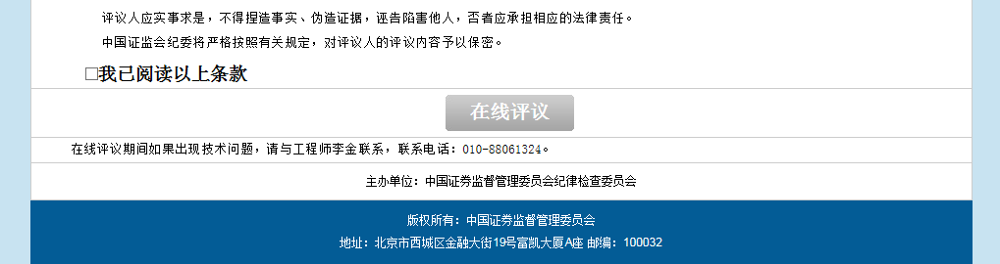 评议人应实事求是，不得捏造事实、伪造证据，诬告陷害他人，否者应承担相应的法律责任。
中国证监会纪委将严格按照有关规定，对评议人的评议内容予以保密。
我已阅读以上条款
在线评议
在线评议期间如果出现技术问题，请与工程师李金联系，联系电话：010-88061324。
主办单位：中国证券监督管理委员会纪律检查委员会
版权所有：中国证券监督管理委员会
地址：北京市西城区金融大街19号富凯大厦A座 邮编：100032